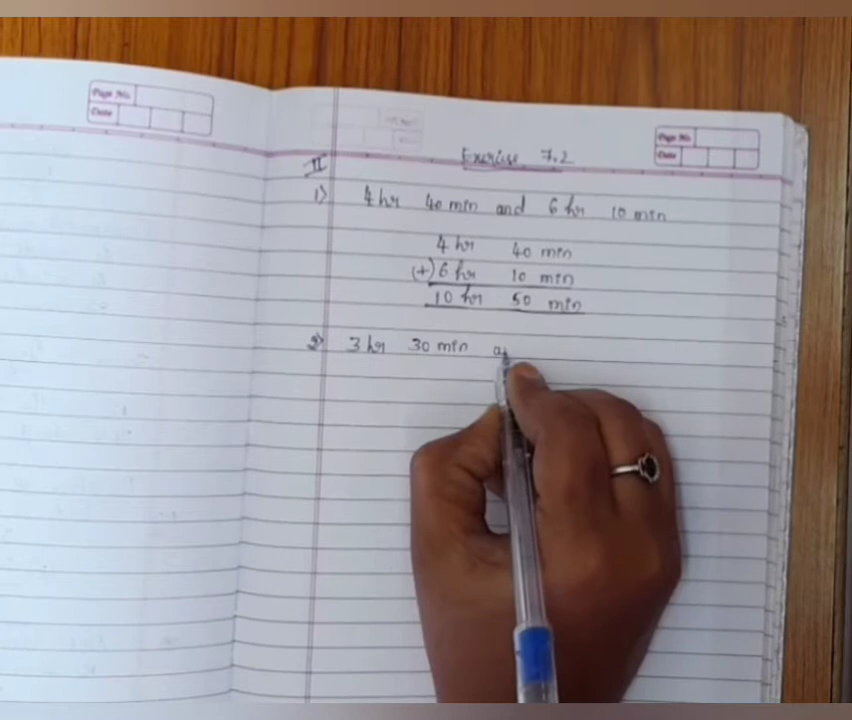 Page No.
Date
Page No.
Date
Exercise 7.2
II
1) 4 hr 40 min and 6 hr 10 min
4 hr 40 min
(+) 6 hr 10 min
10 hr 50 min
2) 3 hr 30 min a